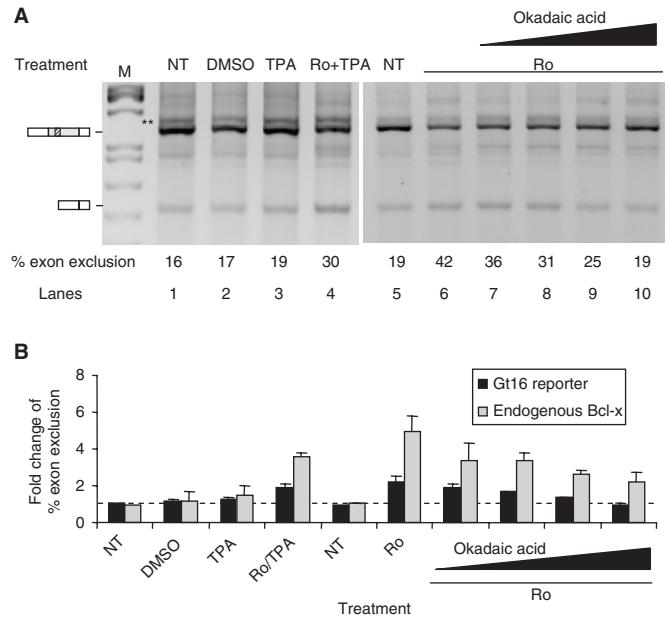 A
Okadaic acid
Treatment M NT DMSO TPA Ro+TPA NT Ro
**
% exon exclusion 16 17 19 30 19 42 36 31 25 19
Lanes 1 2 3 4 5 6 7 8 9 10
B
Fold change of
% exon exclusion
8
6
4
2
0
Gt16 reporter
Endogenous Bcl-x
NT DMSO TPA Ro/TPA NT Ro
Okadaic acid
Ro
Treatment